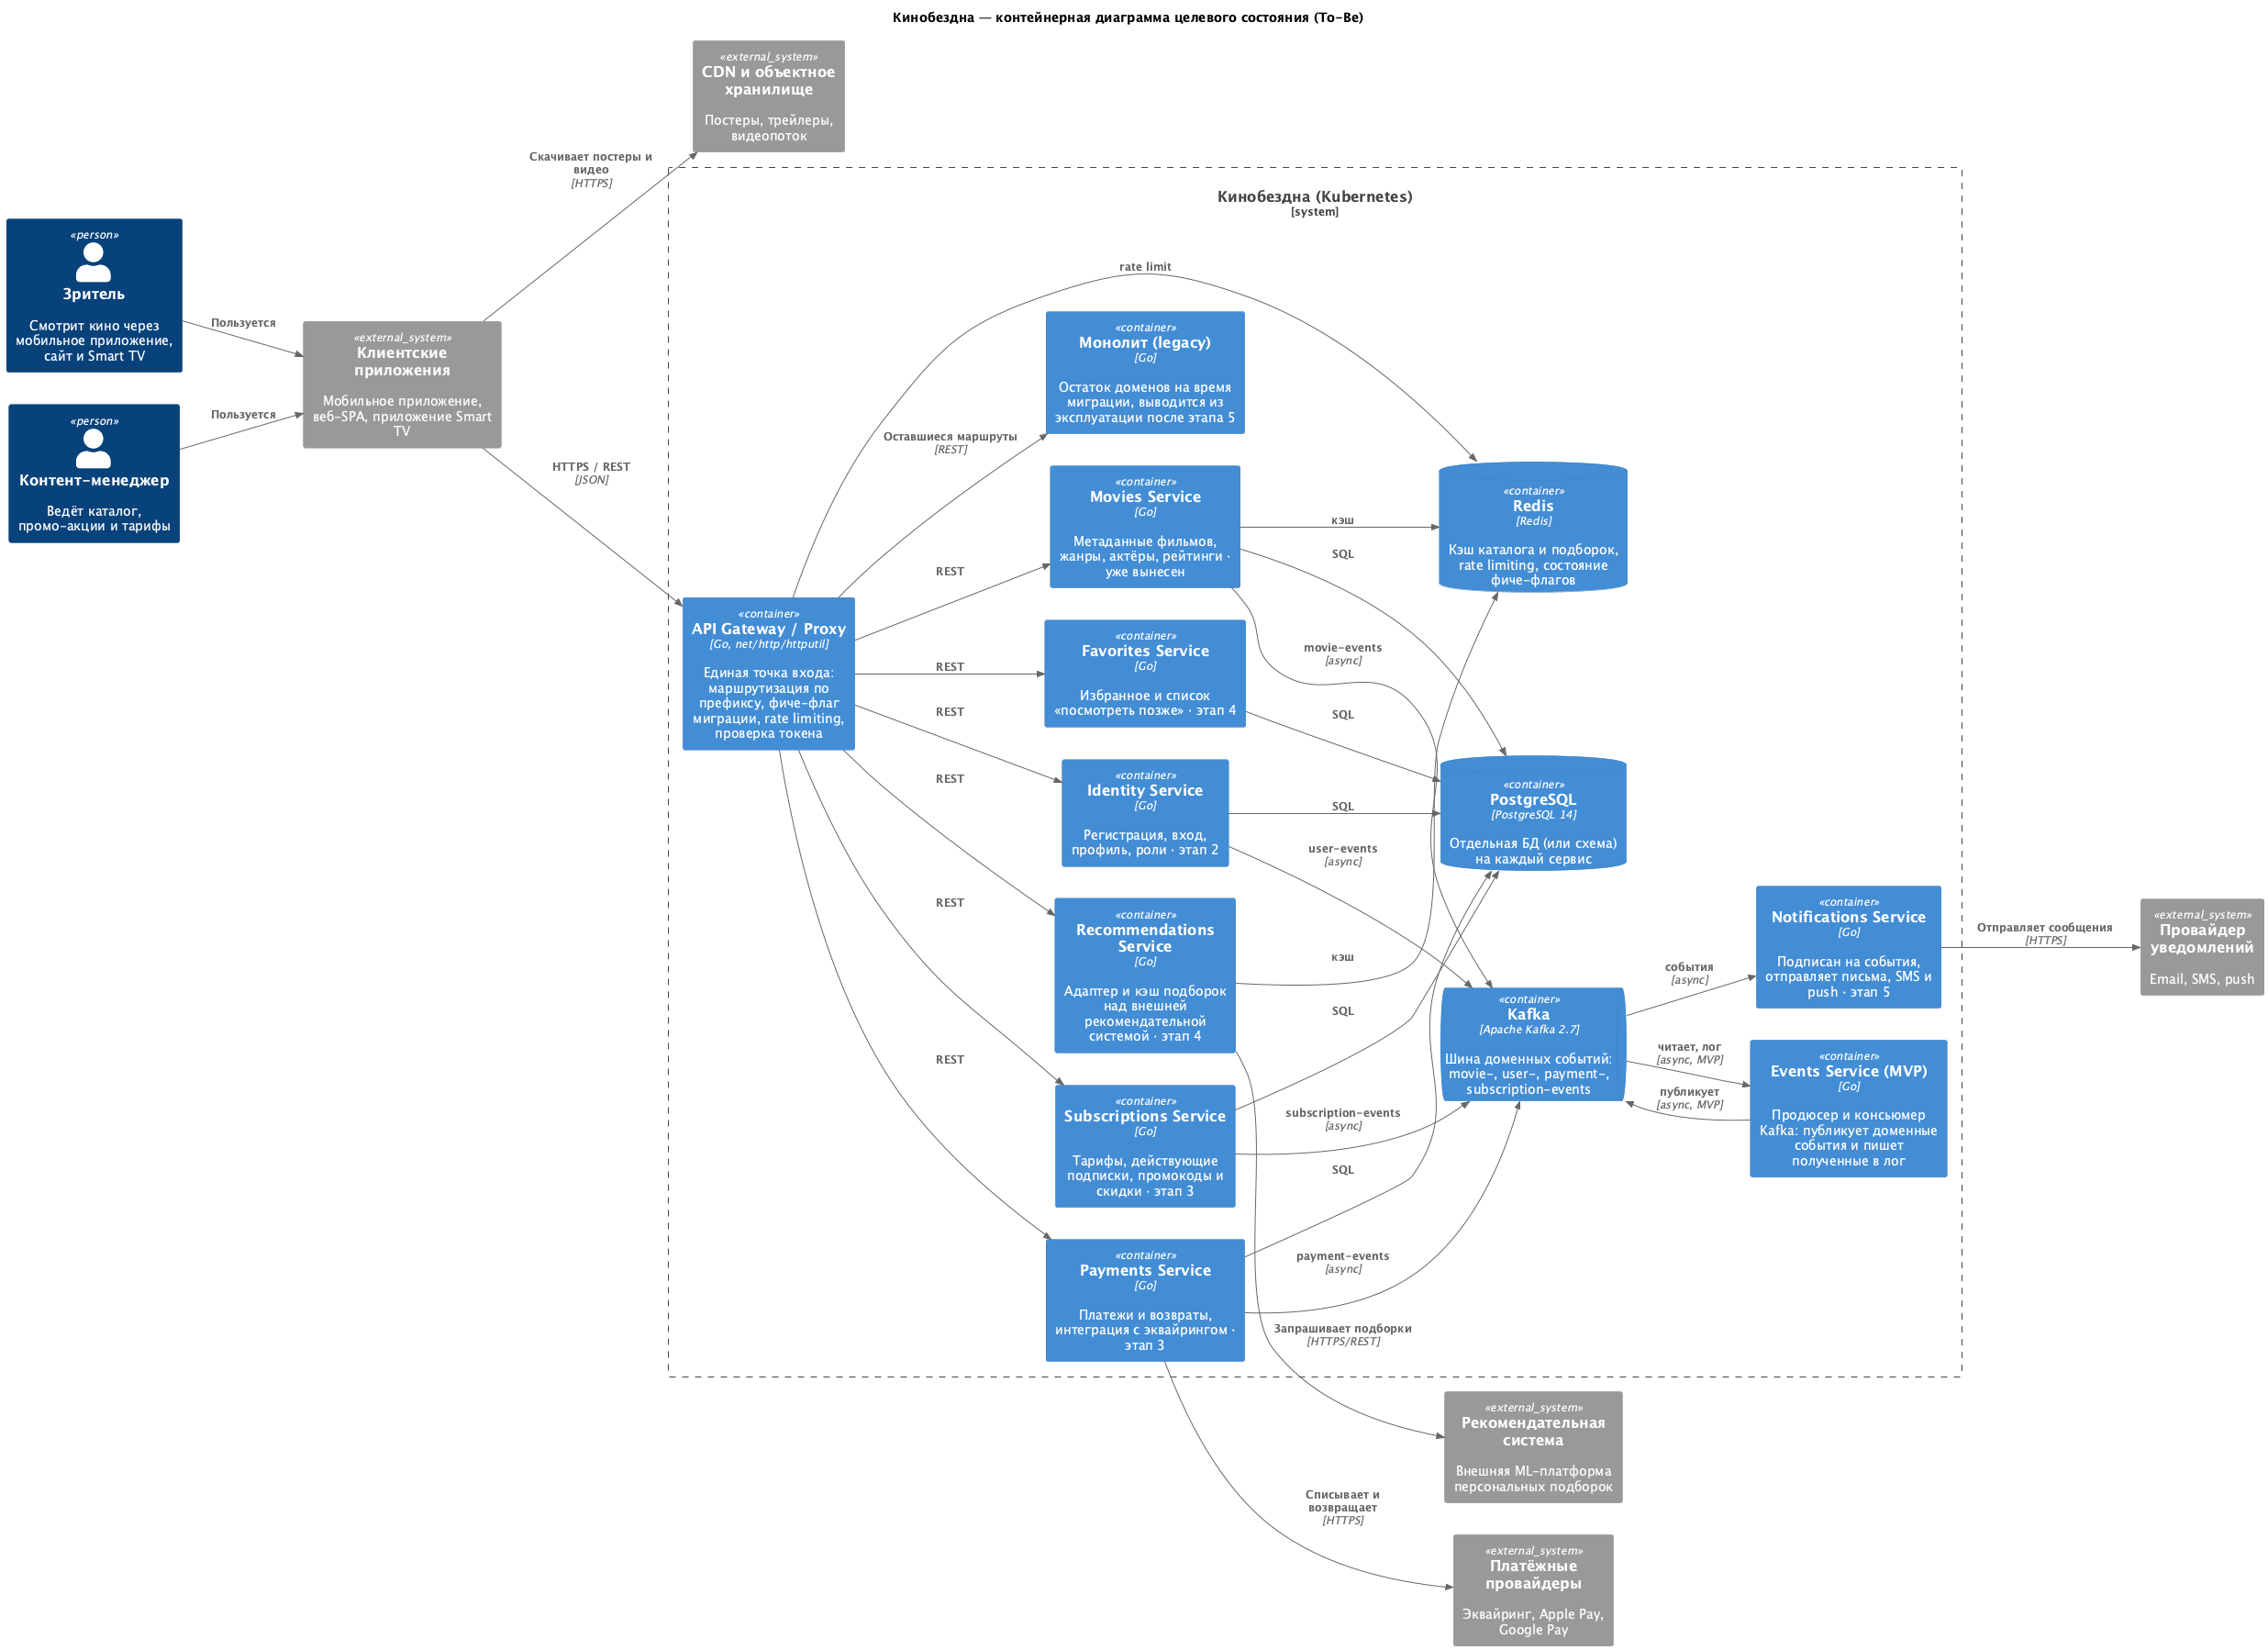 Кинобездна — контейнерная диаграмма целевого состояния (To-Be)
«external_system»
CDN и объектное
хранилище
Постеры, трейлеры,
видеопоток
Скачивает постеры и
видео
[HTTPS]
Кинобездна (Kubernetes)
[system]
«person»
Зритель
Смотрит кино через
мобильное приложение,
сайт и Smart TV
Пользуется
«person»
Контент-менеджер
Ведёт каталог,
промо-акции и тарифы
Пользуется
«external_system»
Клиентские
приложения
Мобильное приложение,
веб-SPA, приложение Smart
TV
HTTPS / REST
[JSON]
«container»
API Gateway / Proxy
[Go, net/http/httputil]
Единая точка входа:
маршрутизация по
префиксу, фиче-флаг
миграции, rate limiting,
проверка токена
rate limit
Оставшиеся маршруты
[REST]
REST
REST
REST
REST
REST
REST
«container»
Монолит (legacy)
[Go]
Остаток доменов на время
миграции, выводится из
эксплуатации после этапа 5
«container»
Movies Service
[Go]
Метаданные фильмов,
жанры, актёры, рейтинги ·
уже вынесен
«container»
Favorites Service
[Go]
Избранное и список
«посмотреть позже» · этап 4
«container»
Identity Service
[Go]
Регистрация, вход,
профиль, роли · этап 2
«container»
Recommendations
Service
[Go]
Адаптер и кэш подборок
над внешней
рекомендательной
системой · этап 4
«container»
Subscriptions Service
[Go]
Тарифы, действующие
подписки, промокоды и
скидки · этап 3
«container»
Payments Service
[Go]
Платежи и возвраты,
интеграция с эквайрингом ·
этап 3
кэш
SQL
movie-events
[async]
SQL
SQL
user-events
[async]
кэш
SQL
subscription-events
[async]
SQL
payment-events
[async]
Запрашивает подборки
[HTTPS/REST]
Списывает и
возвращает
[HTTPS]
«container»
Redis
[Redis]
Кэш каталога и подборок,
rate limiting, состояние
фиче-флагов
«container»
PostgreSQL
[PostgreSQL 14]
Отдельная БД (или схема)
на каждый сервис
«container»
Kafka
[Apache Kafka 2.7]
Шина доменных событий:
movie-, user-, payment-,
subscription-events
события
[async]
читает, лог
[async, MVP]
публикует
[async, MVP]
«container»
Notifications Service
[Go]
Подписан на события,
отправляет письма, SMS и
push · этап 5
«container»
Events Service (MVP)
[Go]
Продюсер и консьюмер
Kafka: публикует доменные
события и пишет
полученные в лог
Отправляет сообщения
[HTTPS]
«external_system»
Провайдер
уведомлений
Email, SMS, push
«external_system»
Рекомендательная
система
Внешняя ML-платформа
персональных подборок
«external_system»
Платёжные
провайдеры
Эквайринг, Apple Pay,
Google Pay